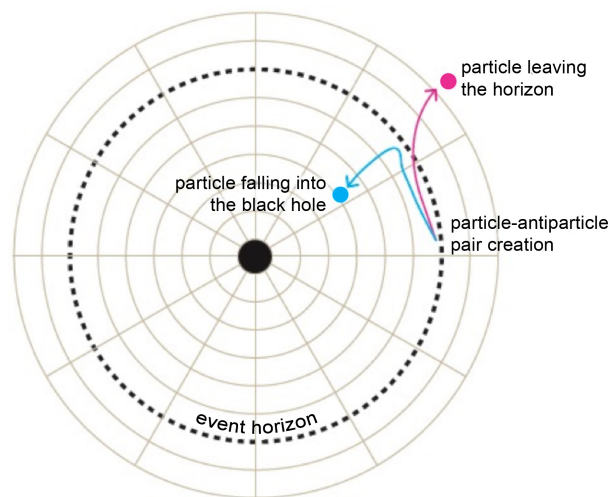 particle leaving
the horizon
particle falling into
the black hole
particle-antiparticle
pair creation
event horizon